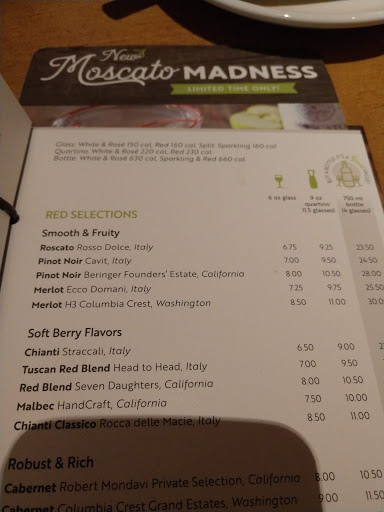 New
Moscato MADNESS
LIMITED TIME ONLY!
Glass: White & Rosé 150 cal, Red 160 cal, Split: Sparkling 160 cal
Quartino: White & Rosé 220 cal, Red 230 cal
Bottle: White & Rosé 630 cal, Sparkling & Red 660 cal
6 oz glass
9 oz quartino (1.5 glasses)
750 ml bottle (4 glasses)
RED SELECTIONS
Smooth & Fruity
Roscato Rosso Dolce, Italy 6.75 9.25 23.50
Pinot Noir Cavit, Italy 7.00 9.50 24.50
Pinot Noir Beringer Founders' Estate, California 8.00 10.50 28.00
Merlot Ecco Domani, Italy 7.25 9.75 25.50
Merlot H3 Columbia Crest, Washington 8.50 11.00 30.0
Soft Berry Flavors
Chianti Straccali, Italy 6.50 9.00 2
Tuscan Red Blend Head to Head, Italy 7.00 9.50
Red Blend Seven Daughters, California 8.00 10.50
Malbec HandCraft, California 7.50 10.00
Chianti Classico Rocca delle Macie, Italy 8.50 11.00
Robust & Rich
Cabernet Robert Mondavi Private Selection, California 8.00 10.50
Cabernet Columbia Crest Grand Estates, Washington 9.00 11.50